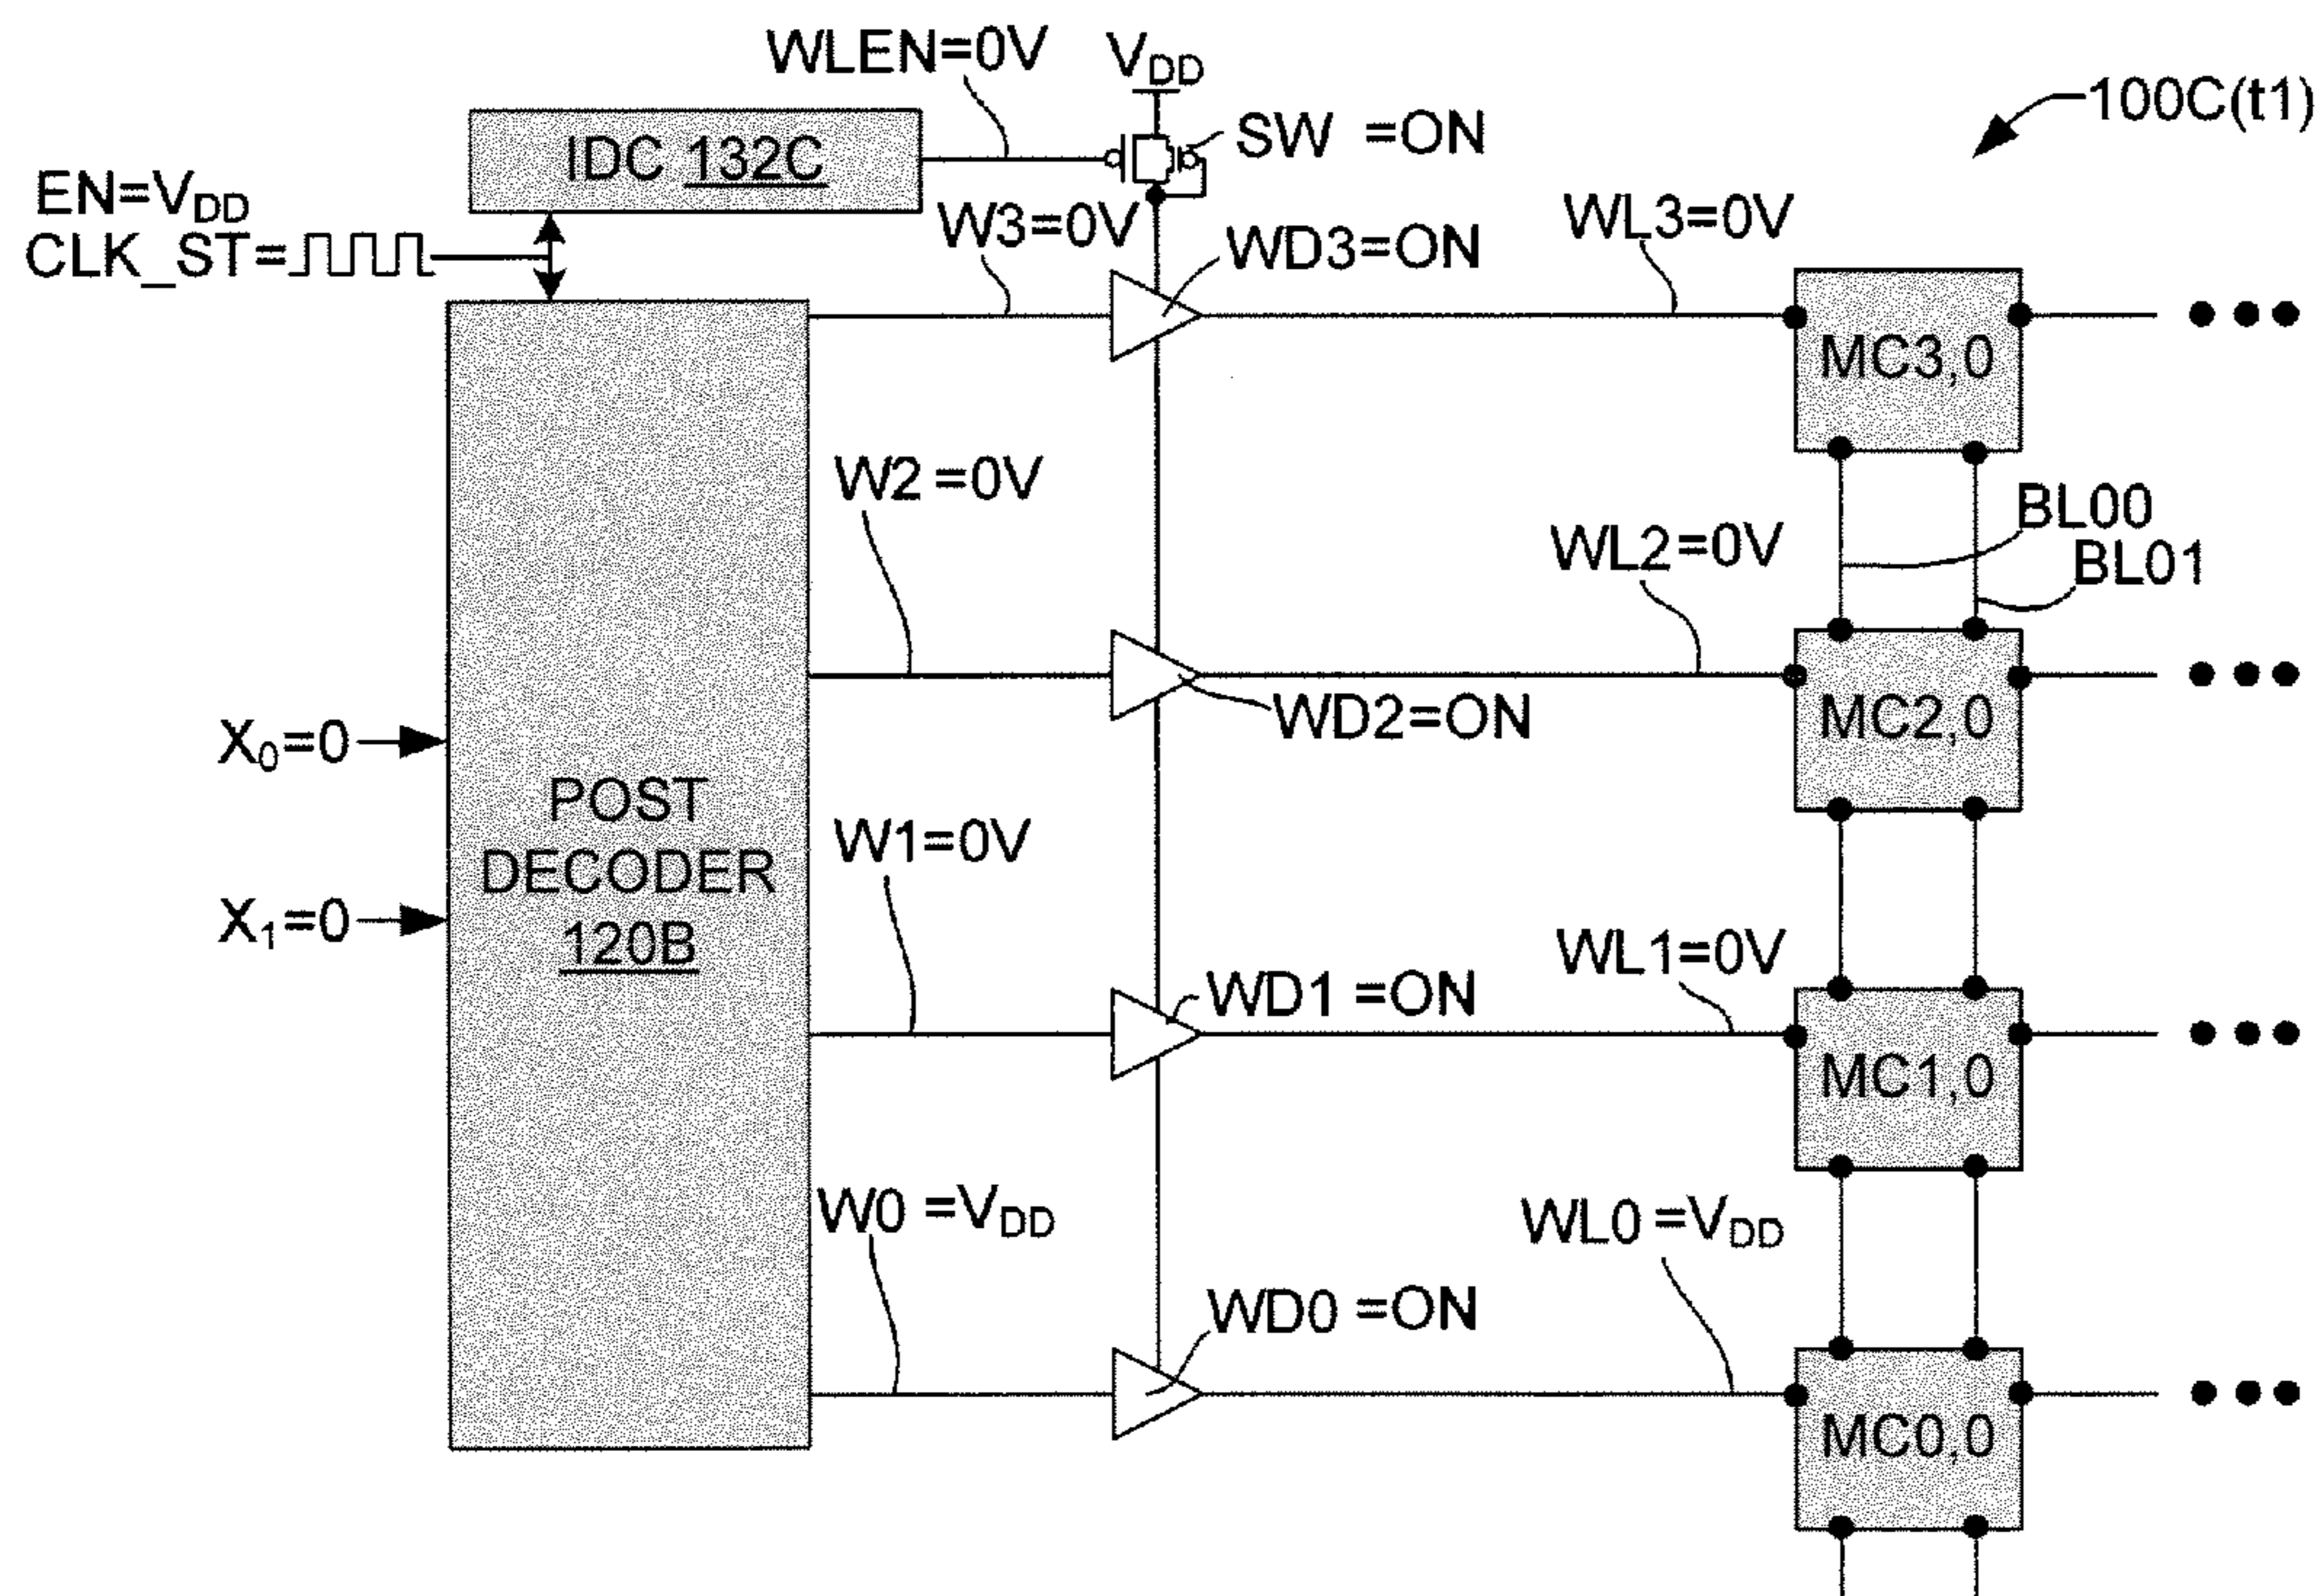 WLEN=0V
VDD
100C(t1)
IDC 132C
SW =ON
EN=VDD
CLK_ST=
W3=0V
WD3=ON
WL3=0V
MC3,0
W2 =0V
WL2=0V
BL00
BL01
WD2=ON
MC2,0
X0=0
POST
DECODER
120B
W1=0V
X1=0
WL1=0V
WD1 =ON
MC1,0
W0 =VDD
WL0 =VDD
WD0 =ON
MC0,0